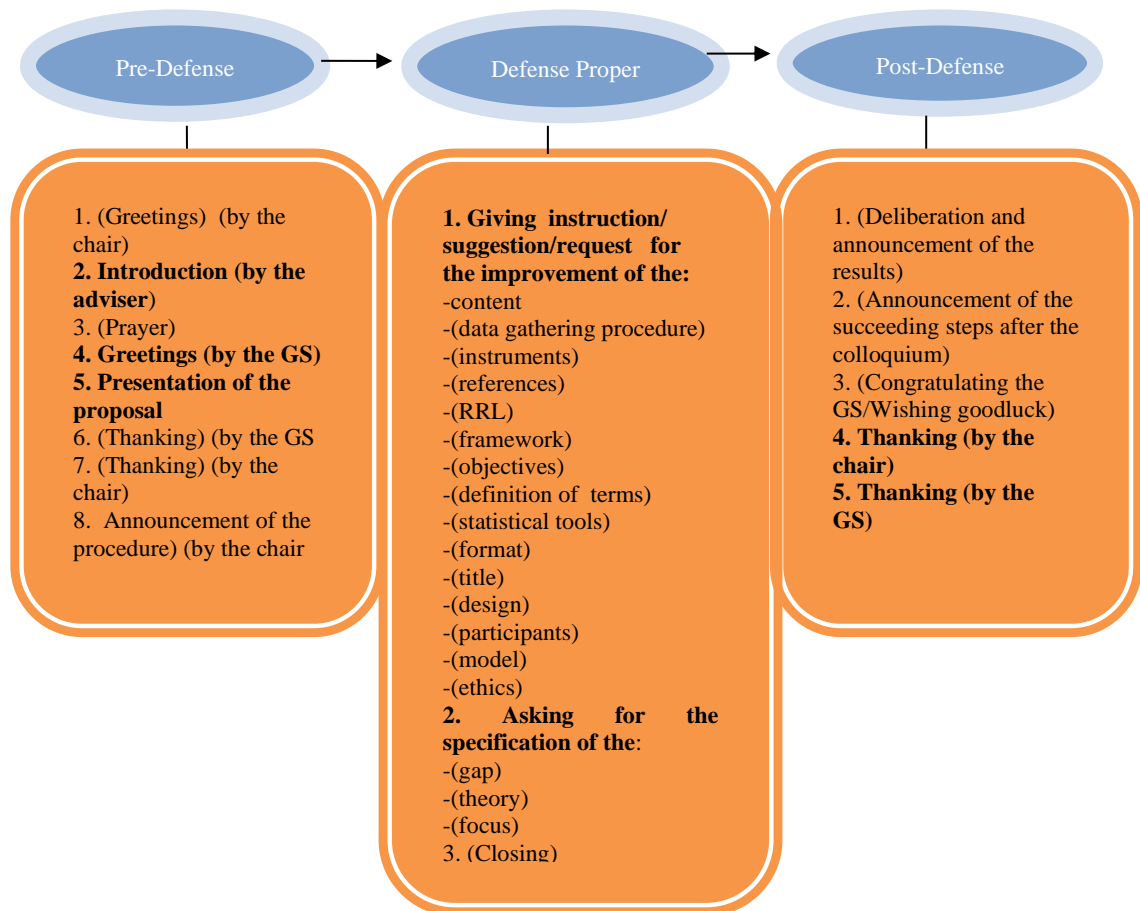 Pre-Defense
Defense Proper
Post-Defense
1. (Greetings) (by the
chair)
2. Introduction (by the
adviser)
3. (Prayer)
4. Greetings (by the GS)
5. Presentation of the
proposal
6. (Thanking) (by the GS
7. (Thanking) (by the
chair)
8. Announcement of the
procedure) (by the chair
1. Giving instruction/
suggestion/request for
the improvement of the:
-content
-(data gathering procedure)
-(instruments)
-(references)
-(RRL)
-(framework)
-(objectives)
-(definition of terms)
-(statistical tools)
-(format)
-(title)
-(design)
-(participants)
-(model)
-(ethics)
2. Asking for the
specification of the:
-(gap)
-(theory)
-(focus)
3. (Closing)
1. (Deliberation and
announcement of the
results)
2. (Announcement of the
succeeding steps after the
colloquium)
3. (Congratulating the
GS/Wishing goodluck)
4. Thanking (by the
chair)
5. Thanking (by the
GS)